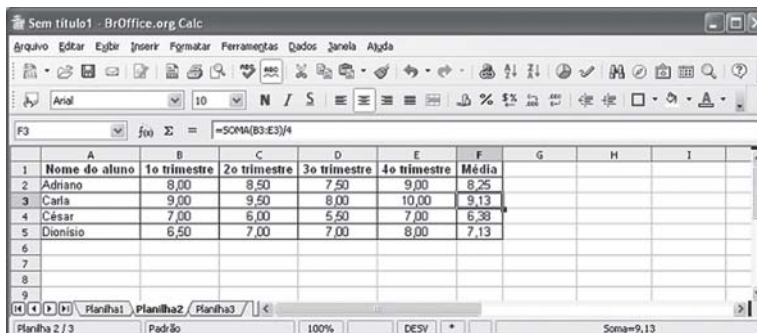 Sem título1 - BrOffice.org Calc
Arquivo Editar Exibir Inserir Formatar Ferramentas Dados Janela Ajuda
Arial 10 N I S
F3 f(x) Σ = =SOMA(B3:E3)/4
A B C D E F G H I
1 Nome do aluno 1o trimestre 2o trimestre 3o trimestre 4o trimestre Média
2 Adriano 8,00 8,50 7,50 9,00 8,25
3 Carla 9,00 9,50 8,00 10,00 9,13
4 César 7,00 6,00 5,50 7,00 6,38
5 Dionísio 6,50 7,00 7,00 8,00 7,13
6
7
8
9
Planilha1 Planilha2 Planilha3
Planilha 2 / 3 Padrão 100% DESV * Soma=9,13